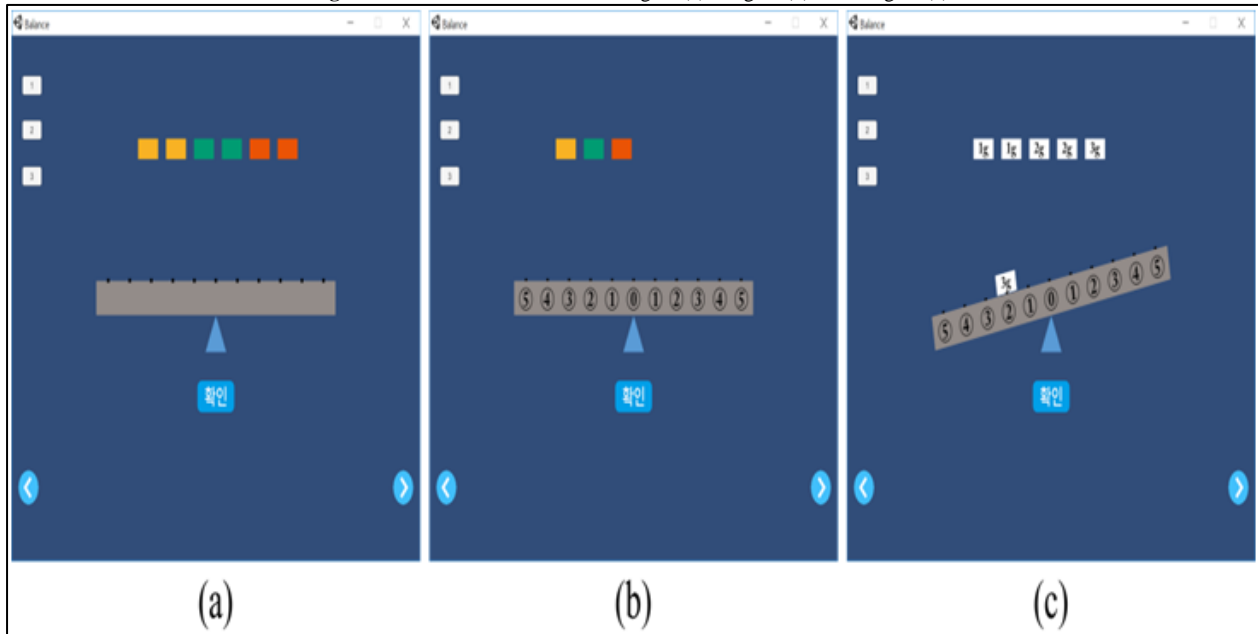 Balance
1
2
3
확인
Balance
1
2
3
⑤ ④ ③ ② ① ⓪ ① ② ③ ④ ⑤
확인
Balance
1
2
3
1g 1g 2g 2g 3g
3g
⑤ ④ ③ ② ① ⓪ ① ② ③ ④ ⑤
확인
(a) (b) (c)